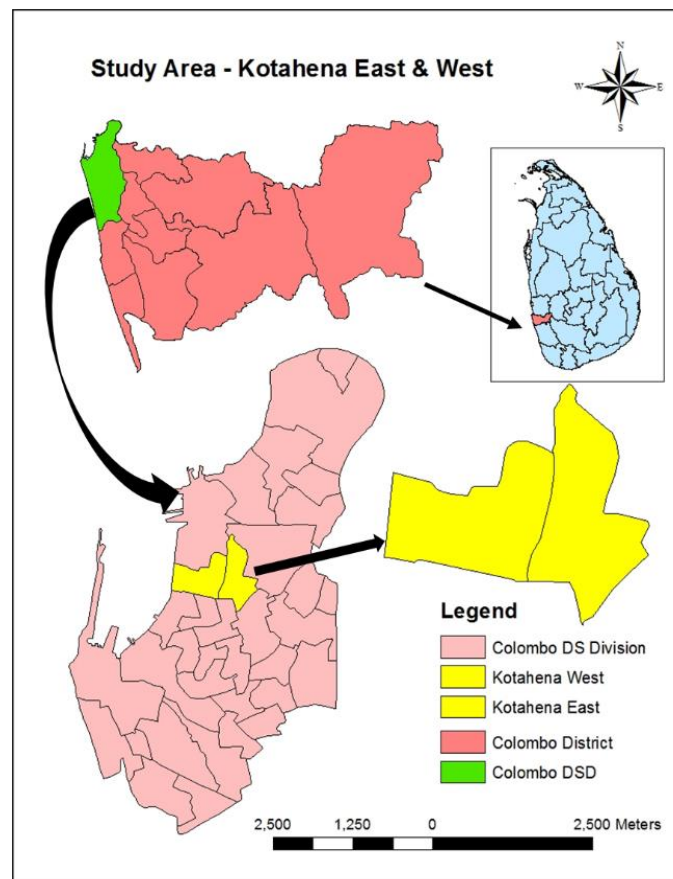 Study Area - Kotahena East & West
N
W
E
S
Legend
Colombo DS Division
Kotahena West
Kotahena East
Colombo District
Colombo DSD
2,500 1,250 0 2,500 Meters